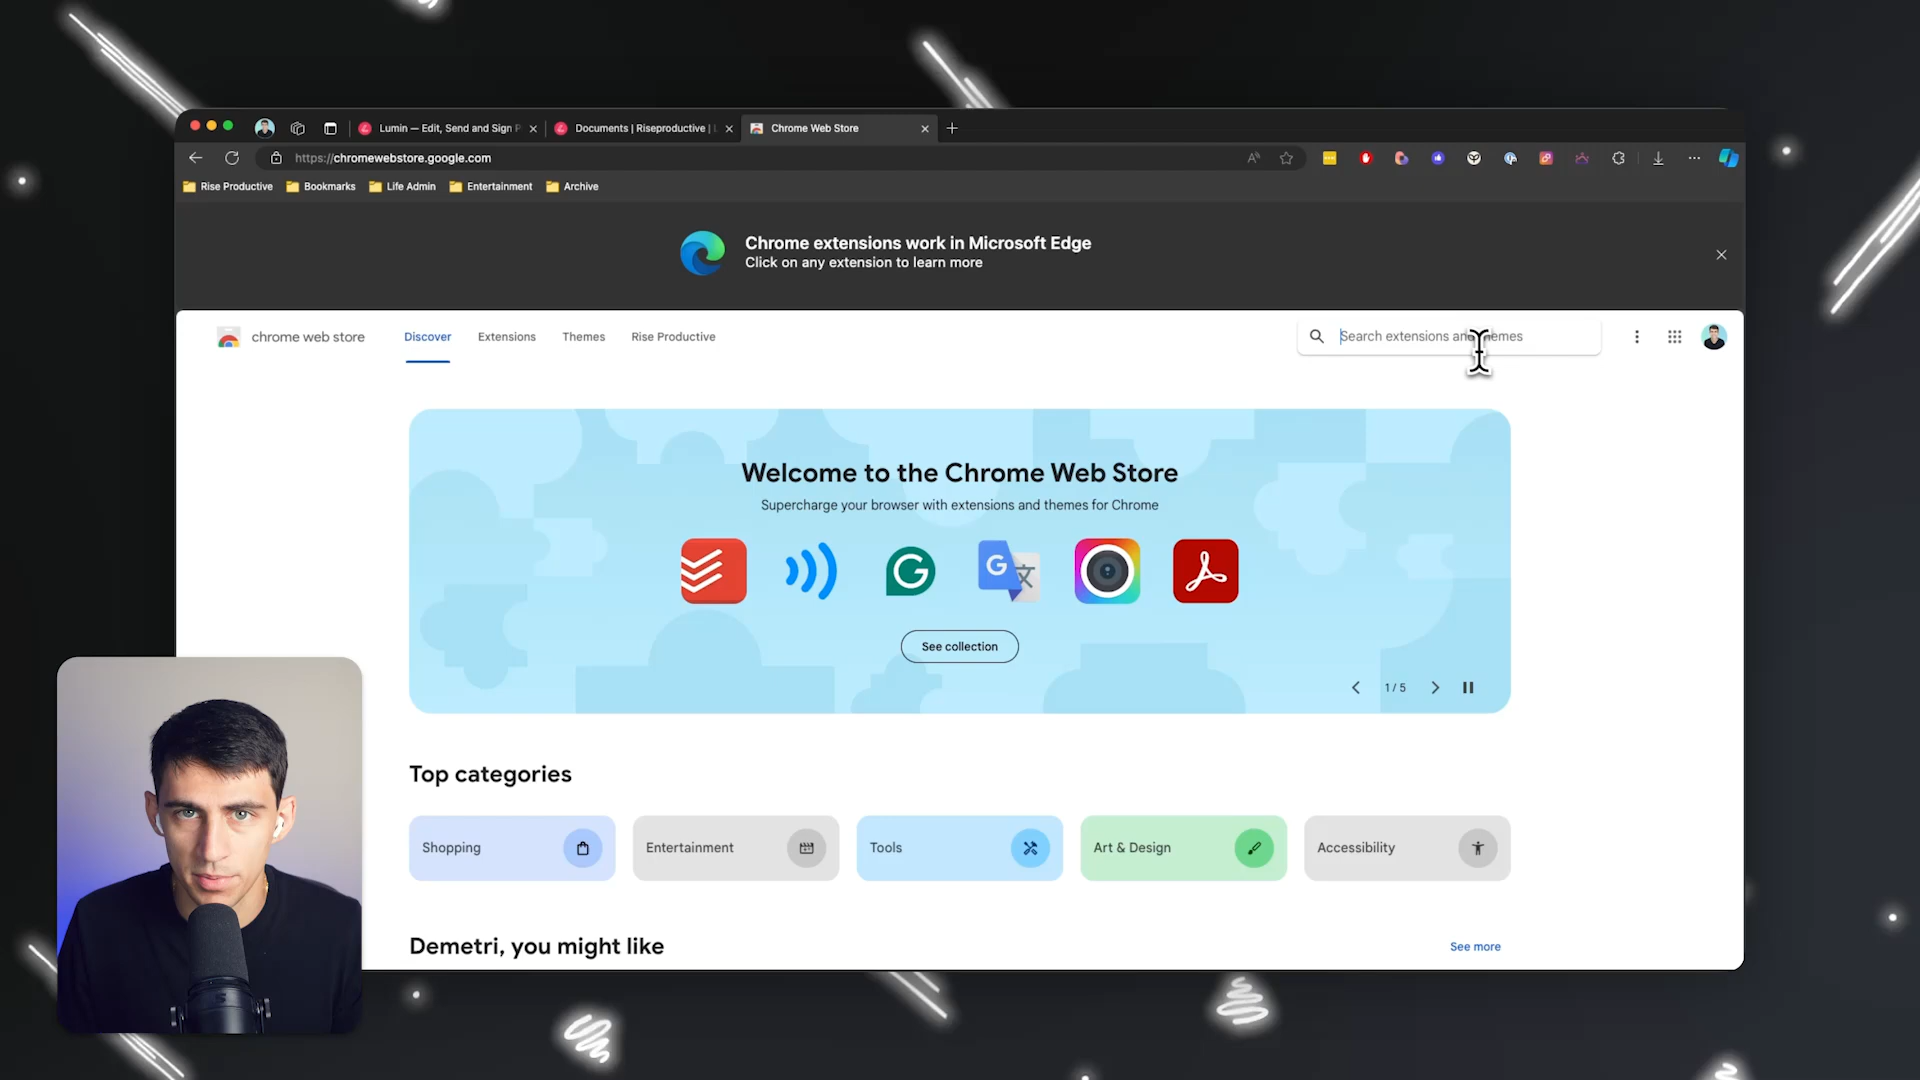 Lumin — Edit, Send and Sign P
Documents | Riseproductive |
Chrome Web Store
https://chromewebstore.google.com
Rise Productive
Bookmarks
Life Admin
Entertainment
Archive
Chrome extensions work in Microsoft Edge
Click on any extension to learn more
chrome web store
Discover
Extensions
Themes
Rise Productive
Search extensions and themes
Welcome to the Chrome Web Store
Supercharge your browser with extensions and themes for Chrome
See collection
1 / 5
Top categories
Shopping
Entertainment
Tools
Art & Design
Accessibility
Demetri, you might like
See more